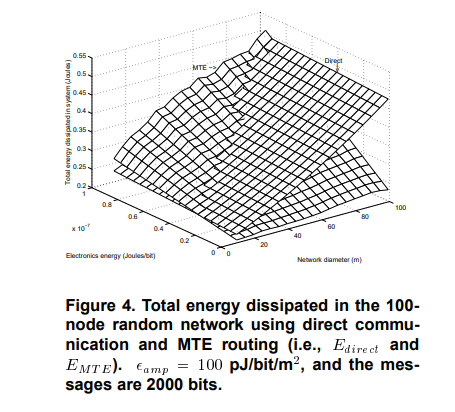 0.55
0.5
0.45
0.4
0.35
0.3
0.25
0.2
Total energy dissipated in system (Joules)
MTE ->
Direct
1
0.8
0.6
0.4
0.2
0
x 10⁻⁷
Electronics energy (Joules/bit)
0
20
40
60
80
100
Network diameter (m)
Figure 4. Total energy dissipated in the 100-
node random network using direct commu-
nication and MTE routing (i.e., E_direct and
E_MTE). ϵ_amp = 100 pJ/bit/m², and the mes-
sages are 2000 bits.